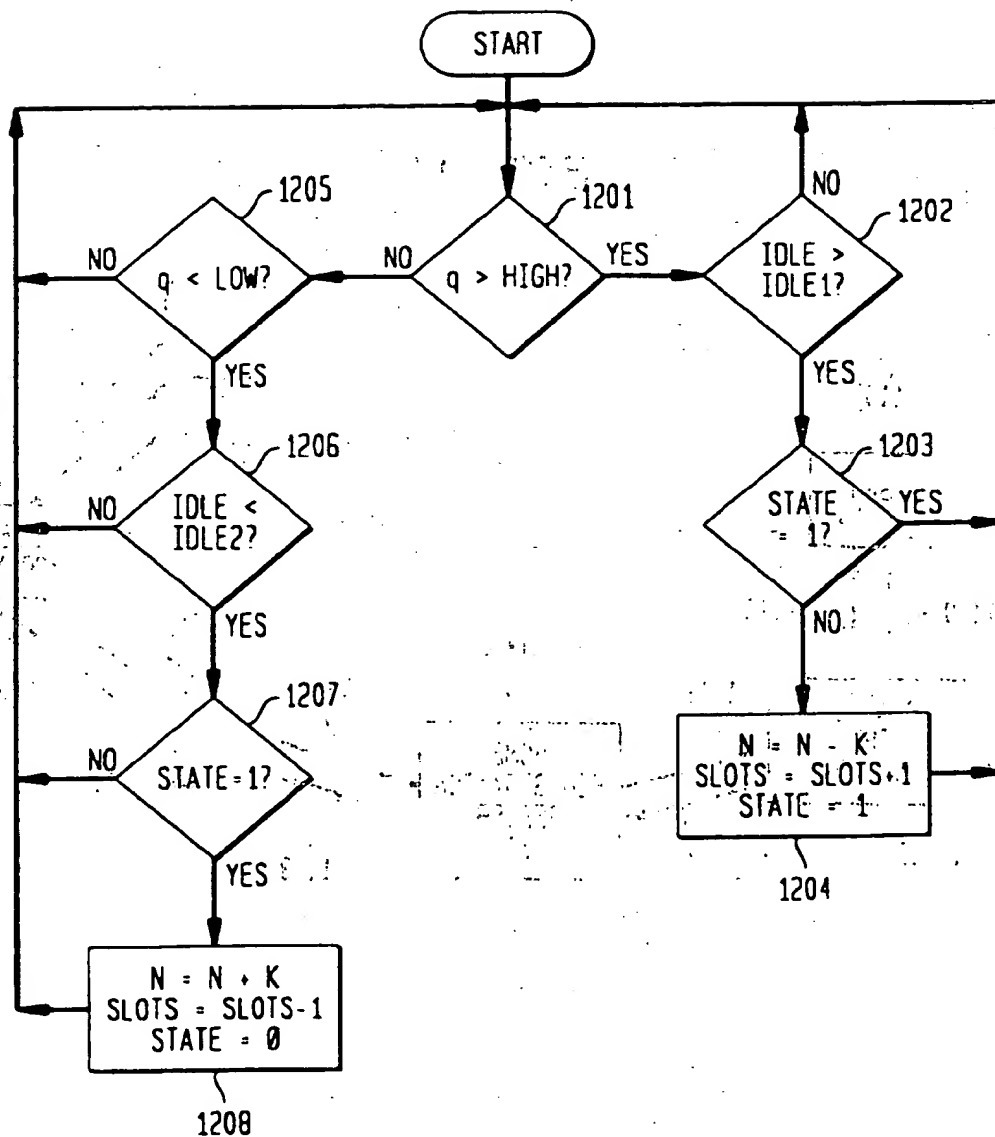 START
1205
1201
1202
NO
q < LOW?
NO
q > HIGH?
YES
IDLE >
IDLE1?
NO
YES
YES
1206
1203
NO
IDLE <
IDLE2?
STATE
= 1?
YES
YES
NO
1207
NO
STATE=1?
N = N - K
SLOTS = SLOTS+1
STATE = 1
YES
1204
N = N + K
SLOTS = SLOTS-1
STATE = 0
1208